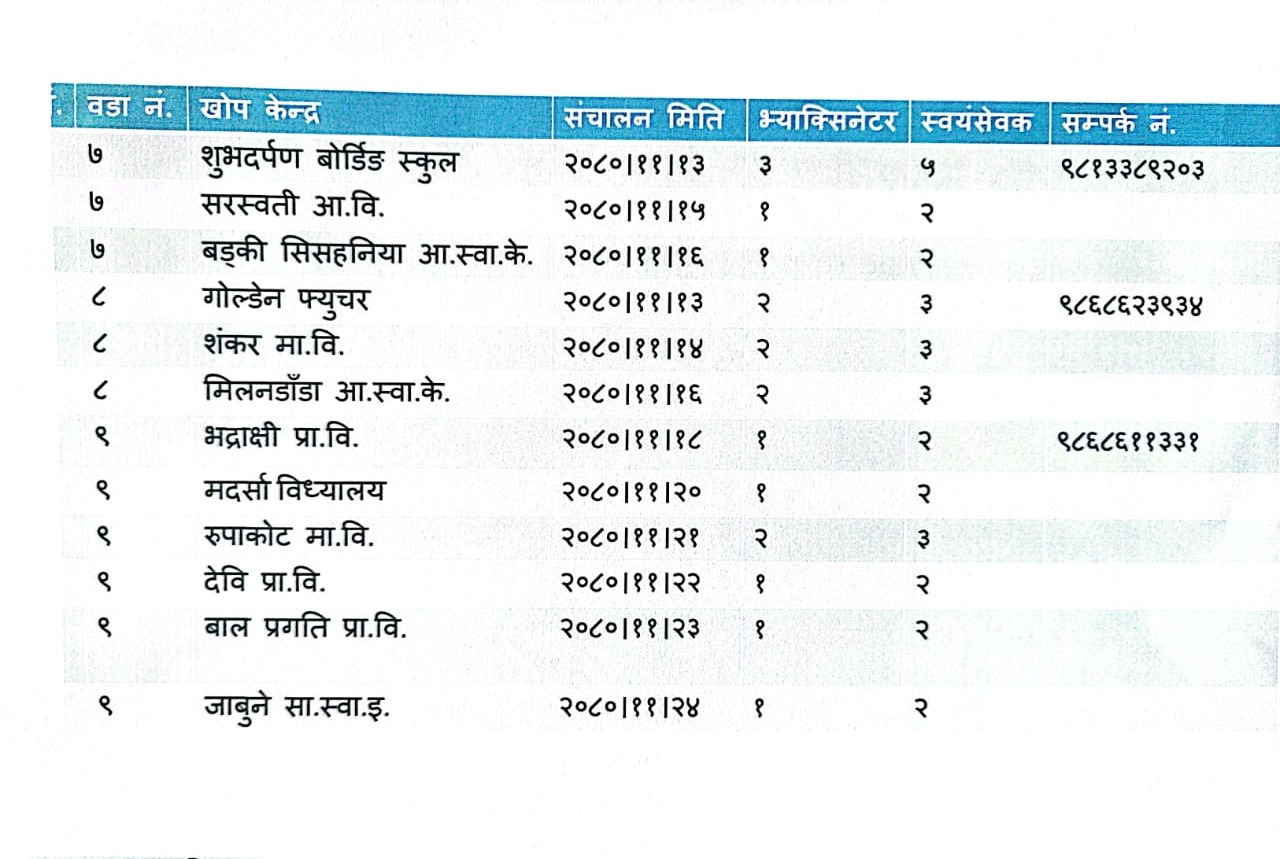 वडा नं. खोप केन्द्र संचालन मिति भ्याक्सिनेटर स्वयंसेवक सम्पर्क नं.
७ शुभदर्पण बोर्डिङ स्कुल २०८०|११|१३ ३ ५ ९८१३३८९२०३
७ सरस्वती आ.वि. २०८०|११|१५ १ २
७ बड्की सिसहनिया आ.स्वा.के. २०८०|११|१६ १ २
८ गोल्डेन फ्युचर २०८०|११|१३ २ ३ ९८६८६२३९३४
८ शंकर मा.वि. २०८०|११|१४ २ ३
८ मिलनडाँडा आ.स्वा.के. २०८०|११|१६ २ ३
९ भद्राक्षी प्रा.वि. २०८०|११|१८ १ २ ९८६८६११३३१
९ मदर्सा विध्यालय २०८०|११|२० १ २
९ रुपाकोट मा.वि. २०८०|११|२१ २ ३
९ देवि प्रा.वि. २०८०|११|२२ १ २
९ बाल प्रगति प्रा.वि. २०८०|११|२३ १ २
९ जाबुने सा.स्वा.इ. २०८०|११|२४ १ २